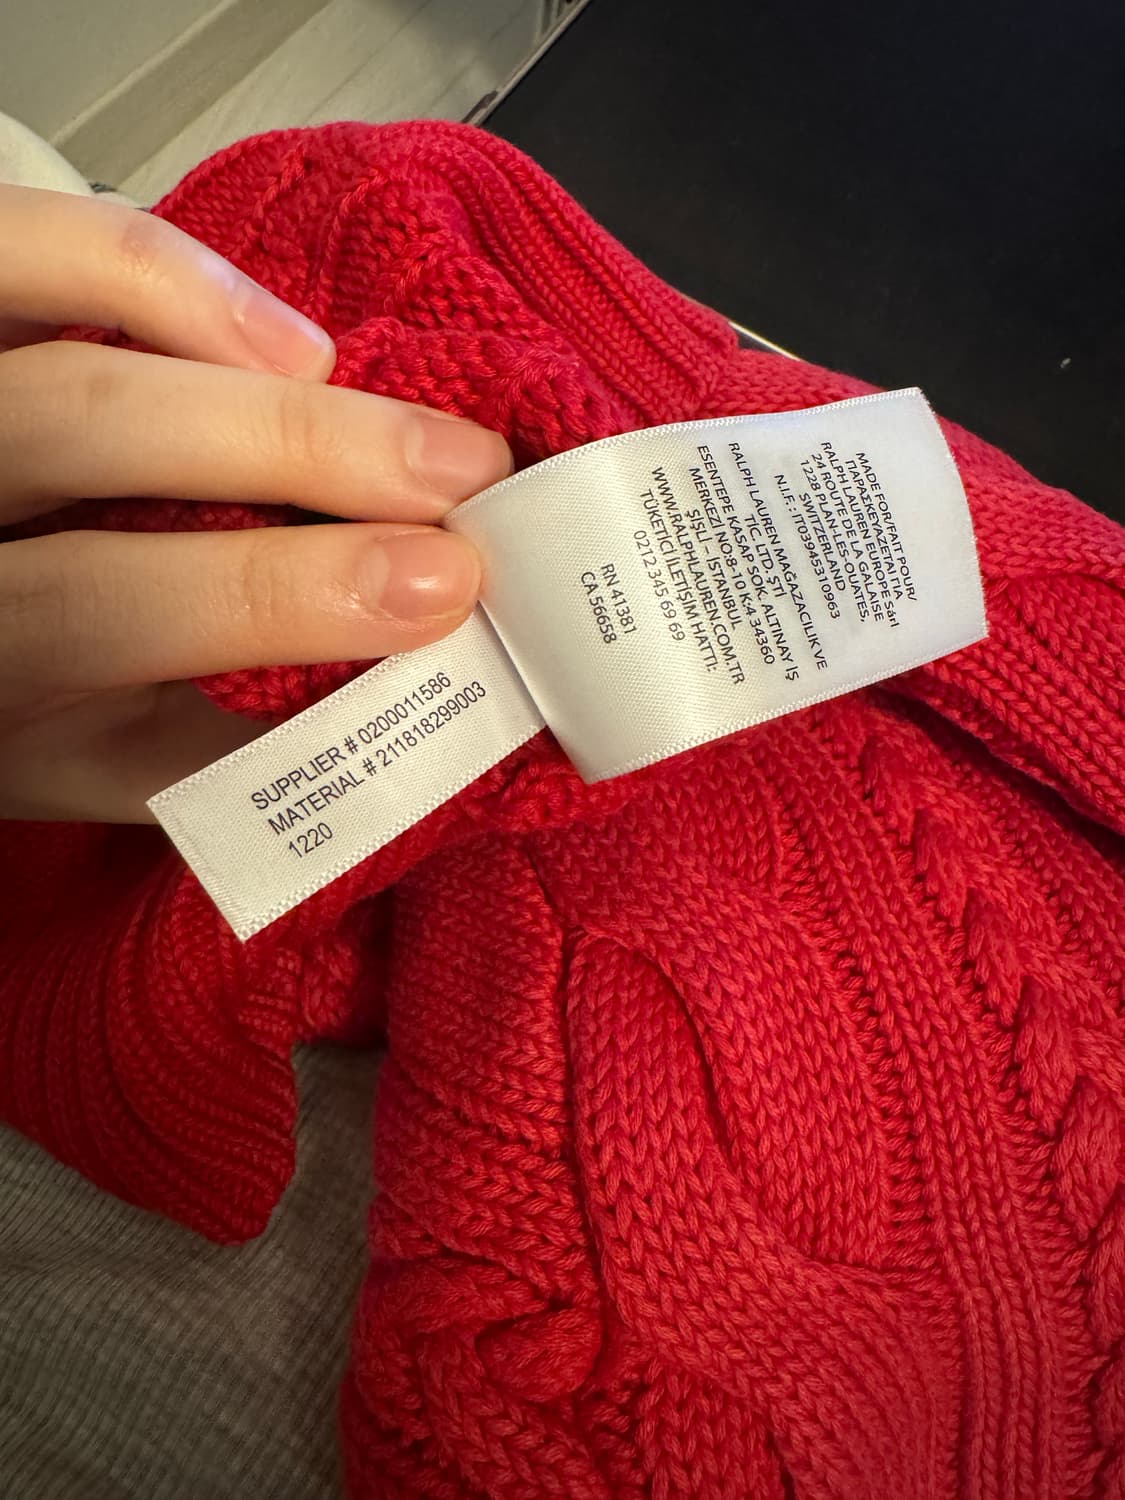 MADE FOR/FAIT POUR/
ΠΑΡΑΣΚΕΥΑΖΕΤΑΙ ΓΙΑ
RALPH LAUREN EUROPE Sárl
24 ROUTE DE LA GALAISE
1228 PLAN-LES-OUATES,
SWITZERLAND
N.I.F. : IT03945310963
RALPH LAUREN MAĞAZACILIK VE
TİC. LTD. ŞTİ
ESENTEPE KASAP SOK. ALTINAY İŞ
MERKEZİ NO:8-10 K:4 34360
ŞİŞLİ – İSTANBUL
WWW.RALPHLAUREN.COM.TR
TÜKETİCİ İLETİŞİM HATTI:
0212 345 69 69
RN 41381
CA 56658
SUPPLIER # 0200011586
MATERIAL # 211818299003
1220